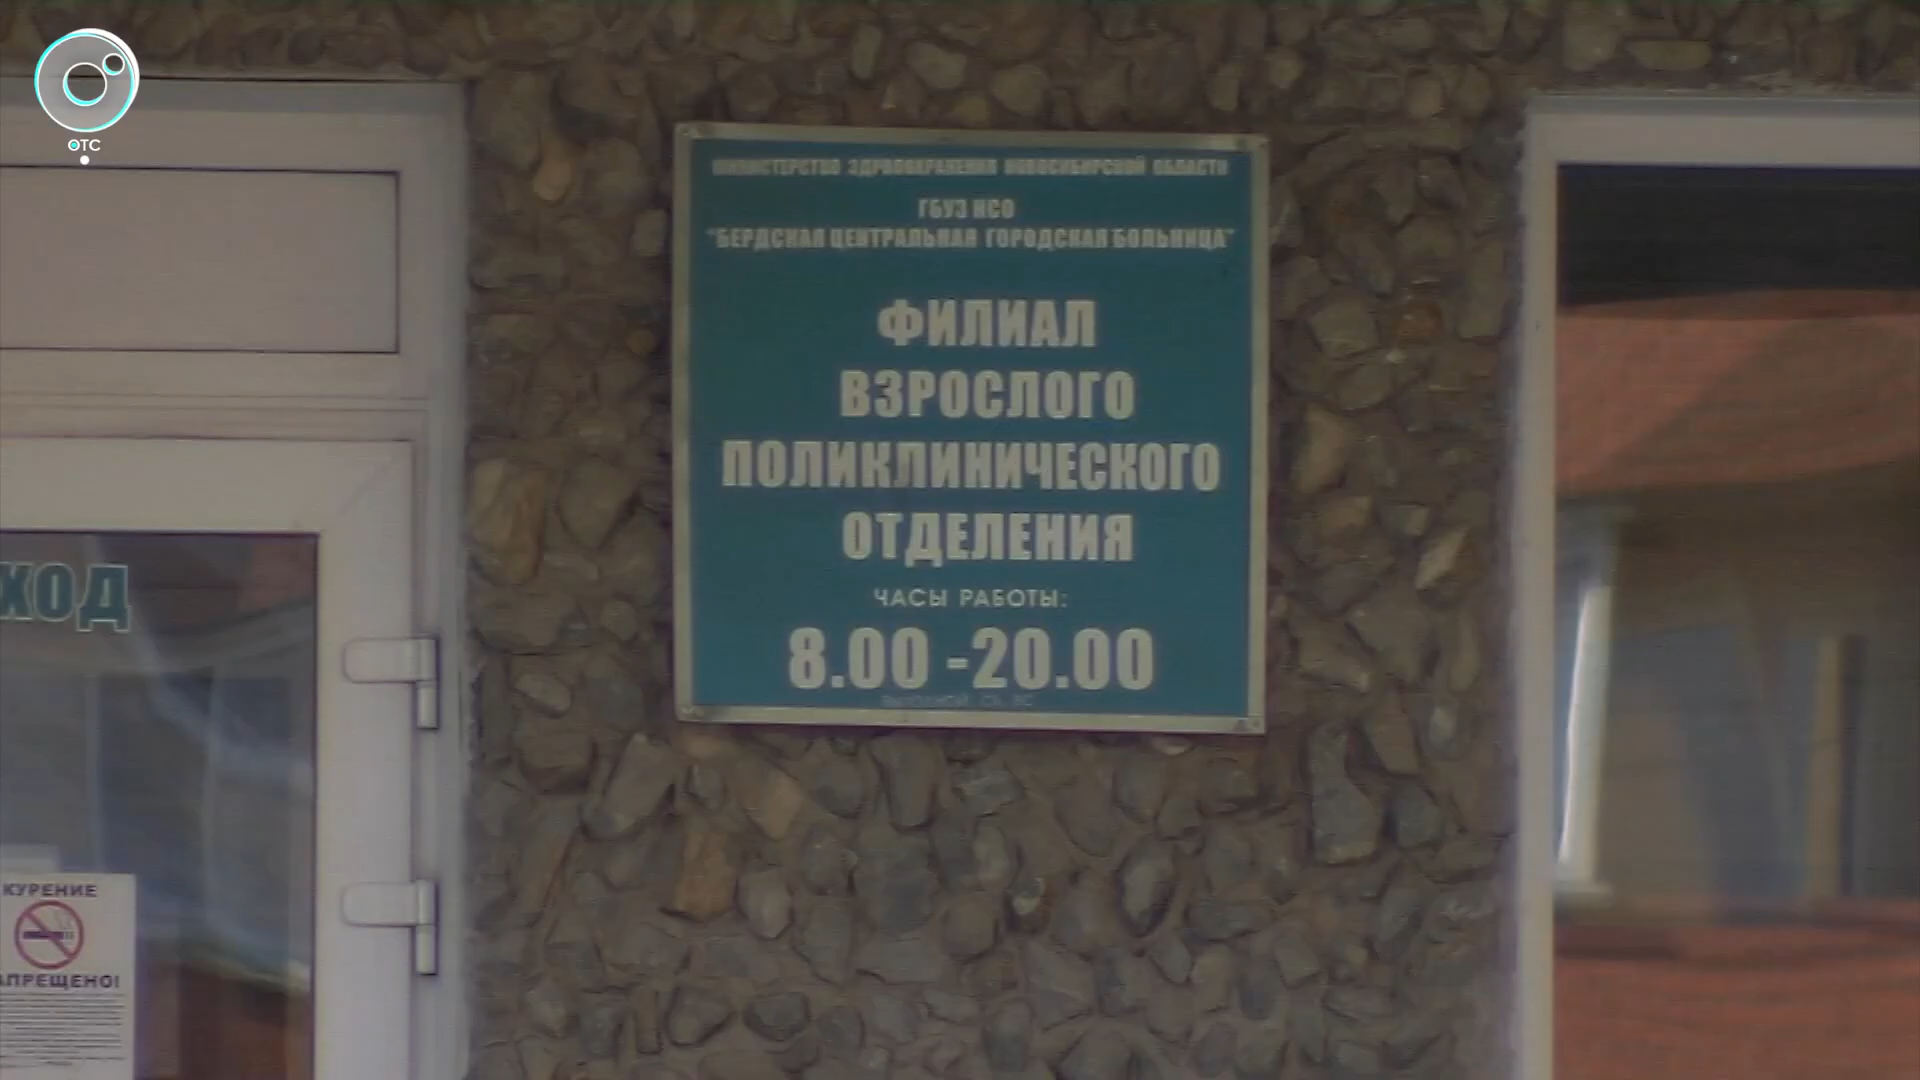 ОТС
МИНИСТЕРСТВО ЗДРАВООХРАНЕНИЯ НОВОСИБИРСКОЙ ОБЛАСТИ
ГБУЗ НСО
"БЕРДСКАЯ ЦЕНТРАЛЬНАЯ ГОРОДСКАЯ БОЛЬНИЦА"
ФИЛИАЛ
ВЗРОСЛОГО
ПОЛИКЛИНИЧЕСКОГО
ОТДЕЛЕНИЯ
ЧАСЫ РАБОТЫ:
8.00 -20.00
ХОД
КУРЕНИЕ
АПРЕЩЕНО!